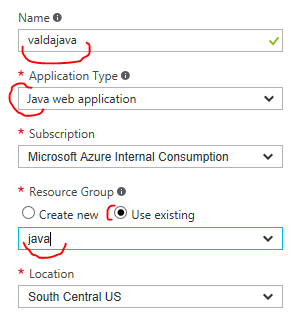 Name
valdajava
* Application Type
Java web application
* Subscription
Microsoft Azure Internal Consumption
* Resource Group
Create new Use existing
java
* Location
South Central US